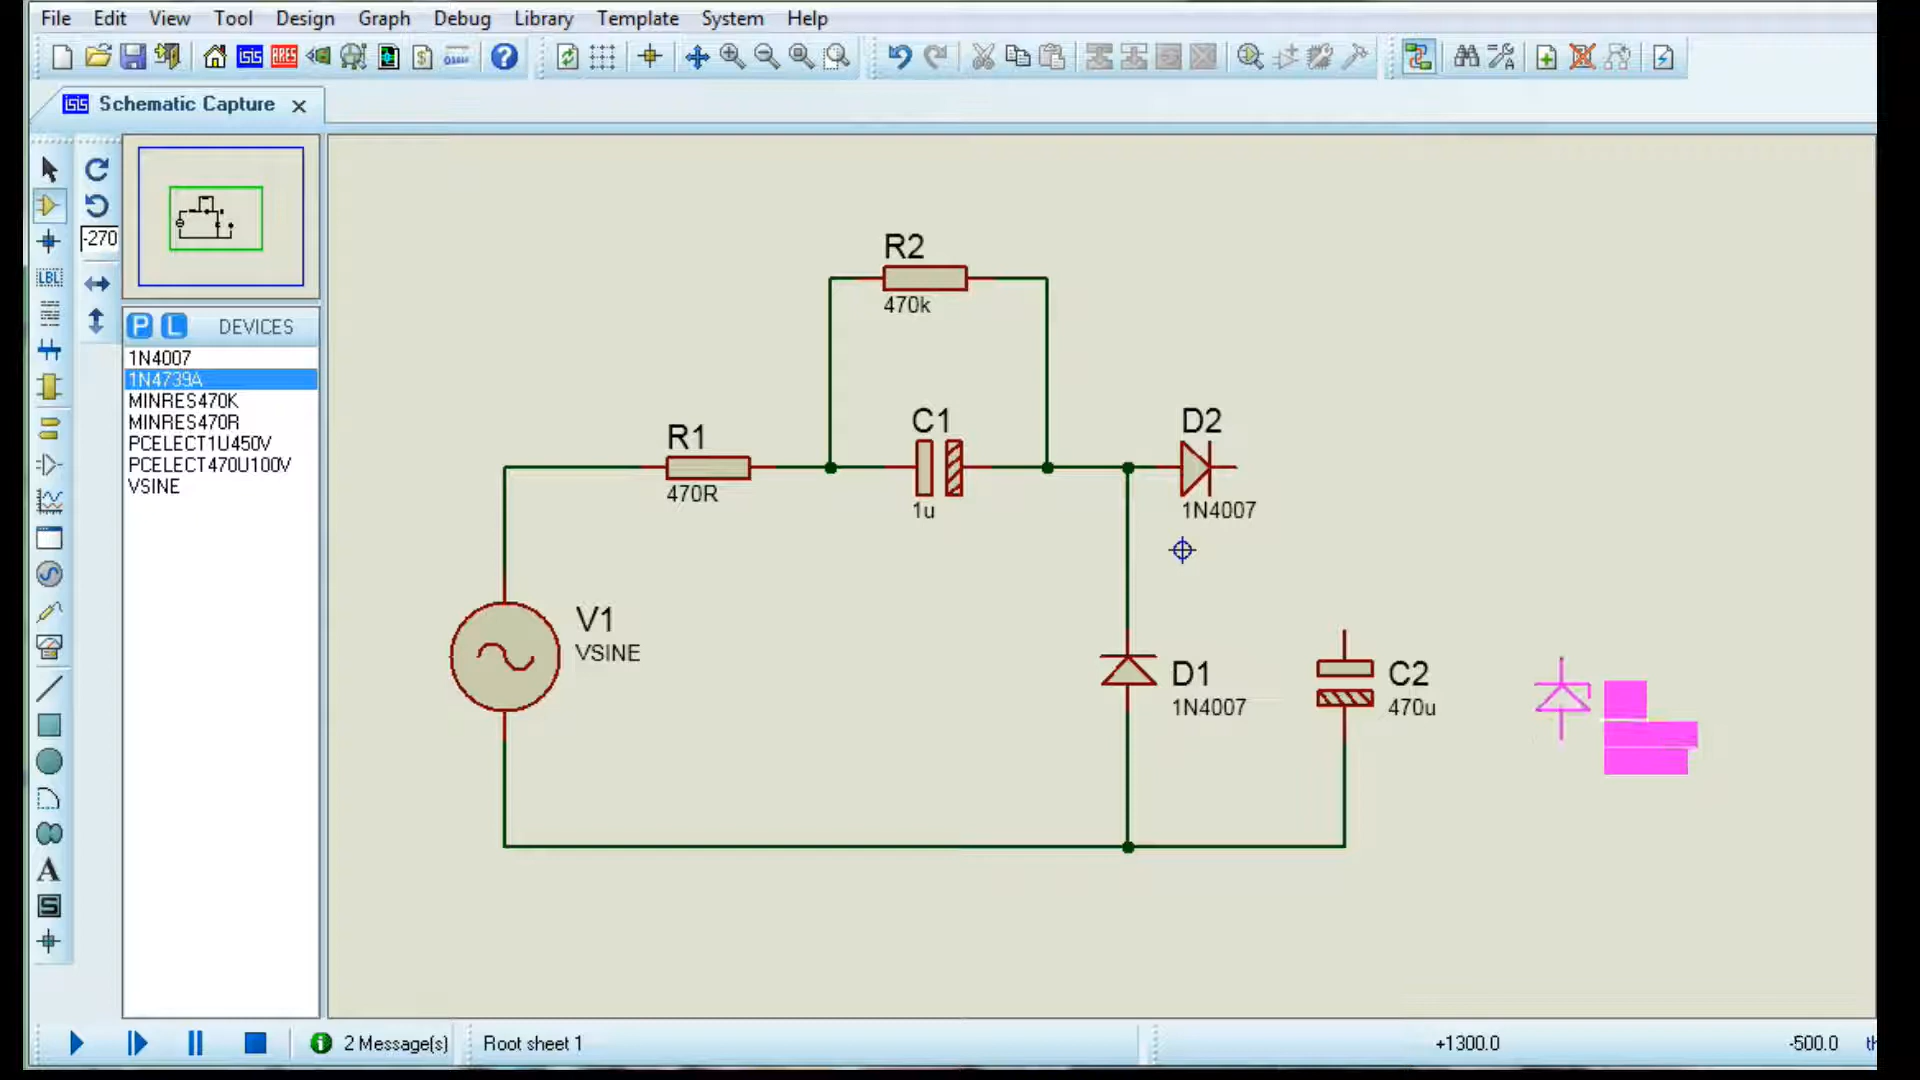 File Edit View Tool Design Graph Debug Library Template System Help
Schematic Capture
-270
LBL
P L DEVICES
1N4007
1N4739A
MINRES470K
MINRES470R
PCELECT1U450V
PCELECT470U100V
VSINE
A
S
R2
470k
R1
470R
C1
1u
D2
1N4007
V1
VSINE
D1
1N4007
C2
470u
2 Message(s) Root sheet 1 +1300.0 -500.0 th